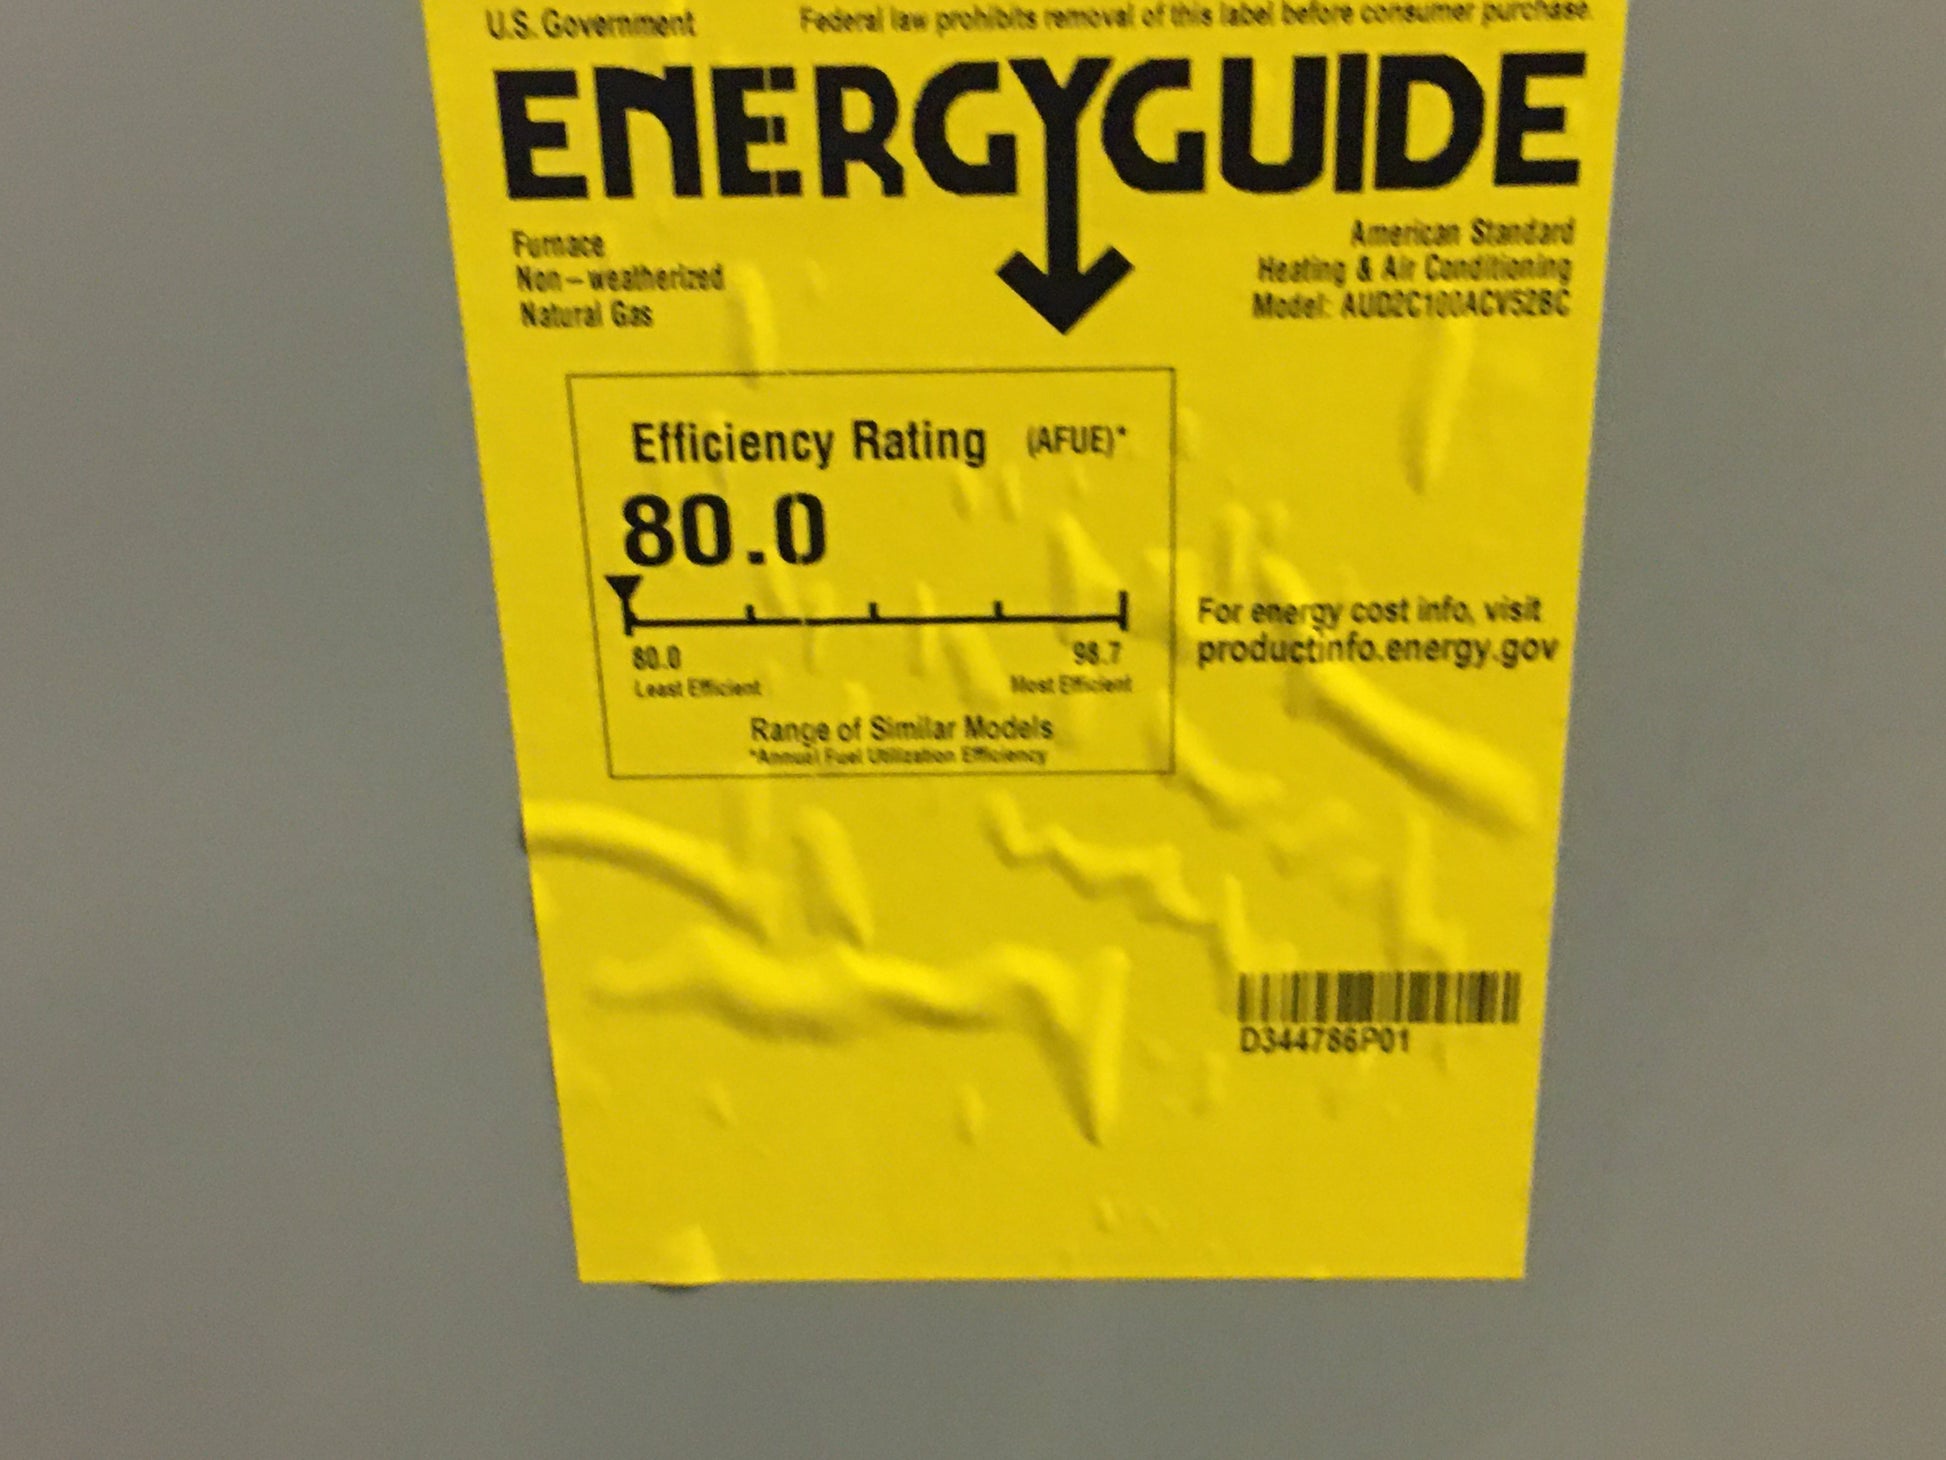 U.S. Government
Federal law prohibits removal of this label before consumer purchase.
ENERGYGUIDE
Furnace
Non-weatherized
Natural Gas
American Standard
Heating & Air Conditioning
Model: AUD2C100ACV52BC
Efficiency Rating (AFUE)*
80.0
80.0
98.7
Least Efficient
Most Efficient
Range of Similar Models
*Annual Fuel Utilization Efficiency
For energy cost info, visit
productinfo.energy.gov
D344786P01